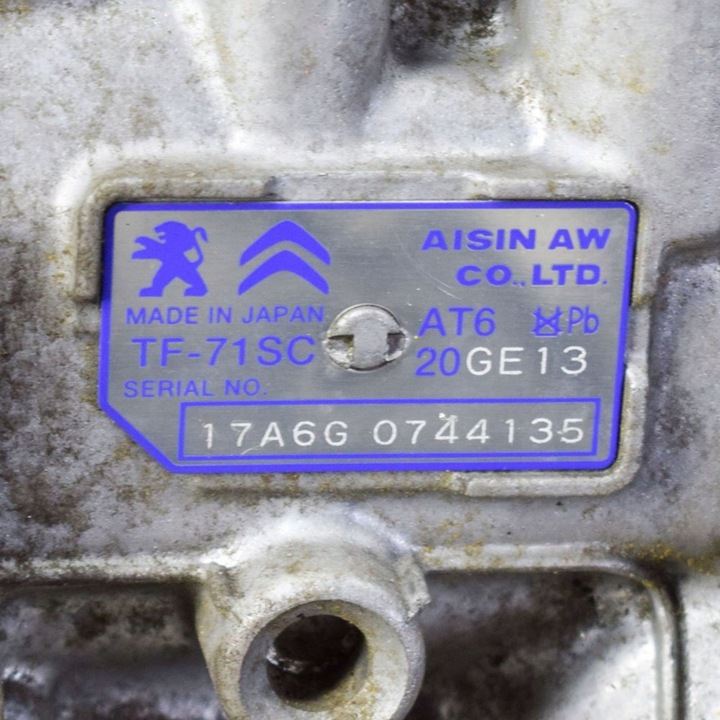 AISIN AW
CO.,LTD.
MADE IN JAPAN
AT6 Pb
TF-71SC
20GE13
SERIAL NO.
17A6G 0744135